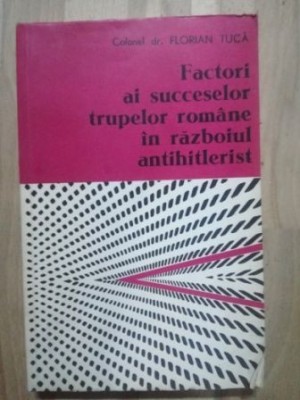 Colonel dr. FLORIAN TUCĂ
Factori
ai succeselor
trupelor române
în războiul
antihitlerist